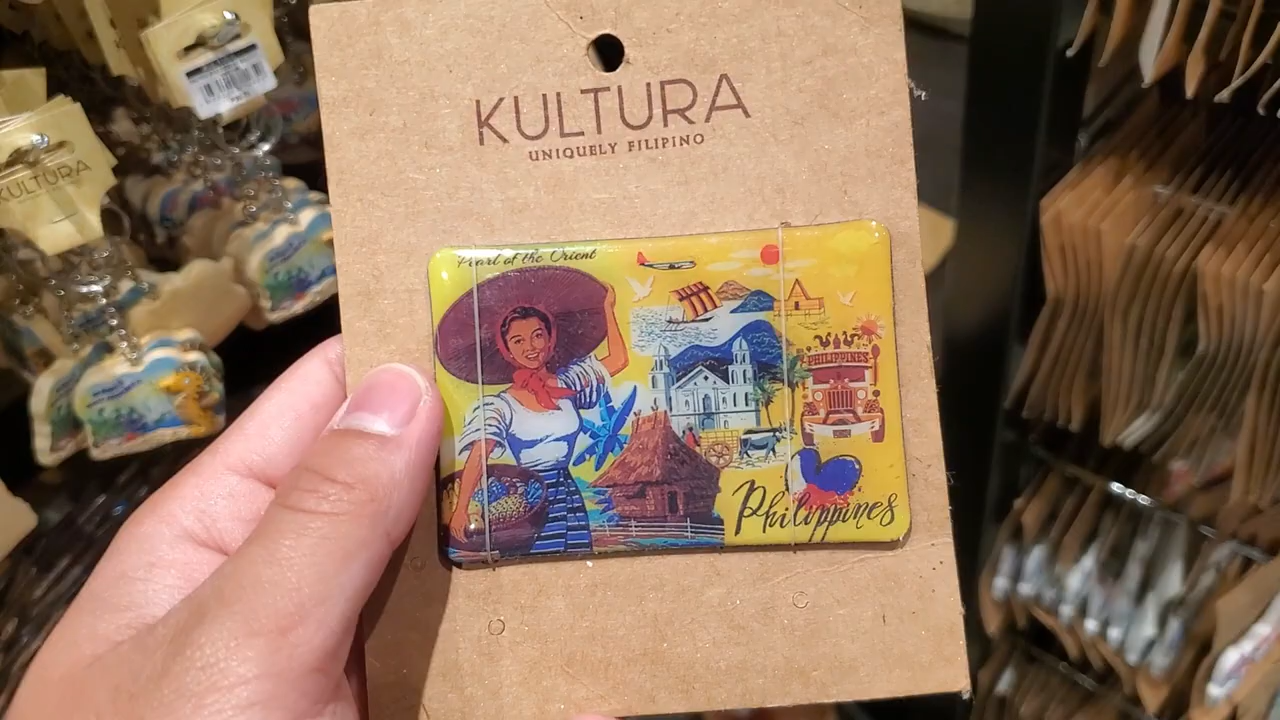 KULTURA
UNIQUELY FILIPINO
Pearl of the Orient
PHILIPPINES
Philippines
KULTURA